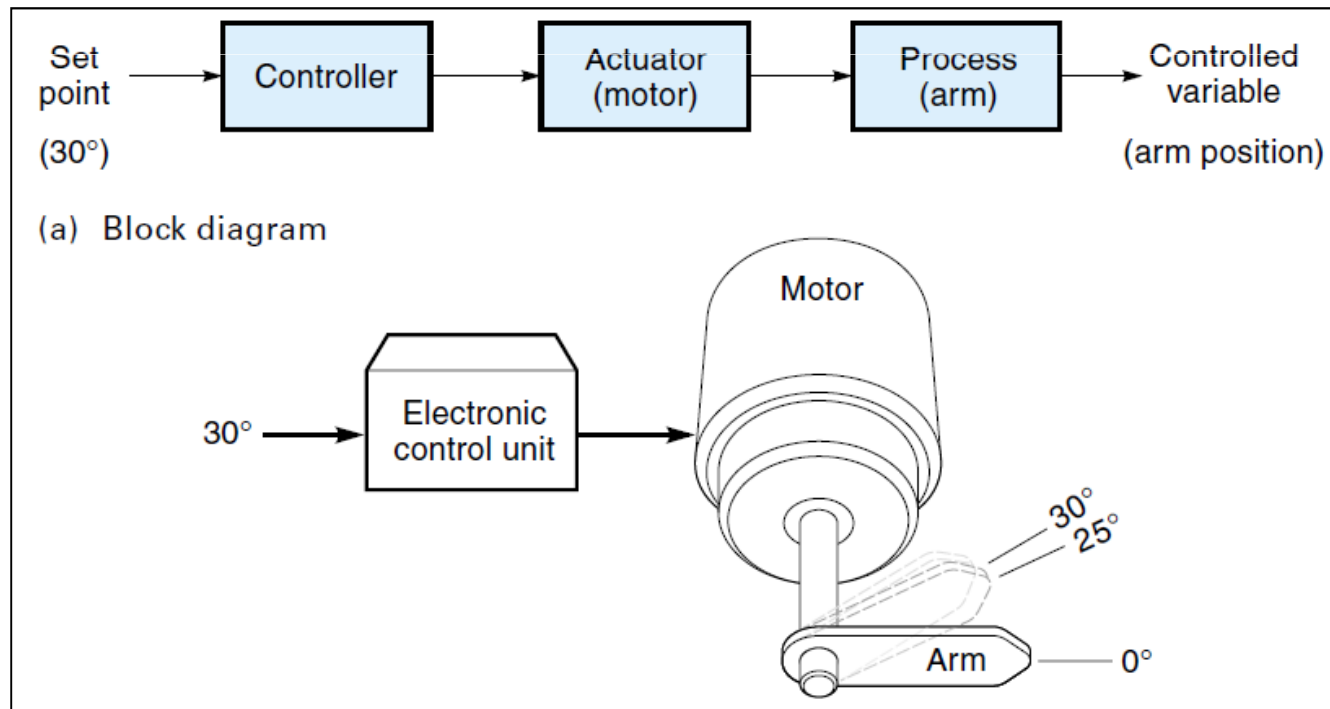 Set
point
(30°)
Controller
Actuator
(motor)
Process
(arm)
Controlled
variable
(arm position)
(a) Block diagram
Motor
30°
Electronic
control unit
30°
25°
Arm
0°